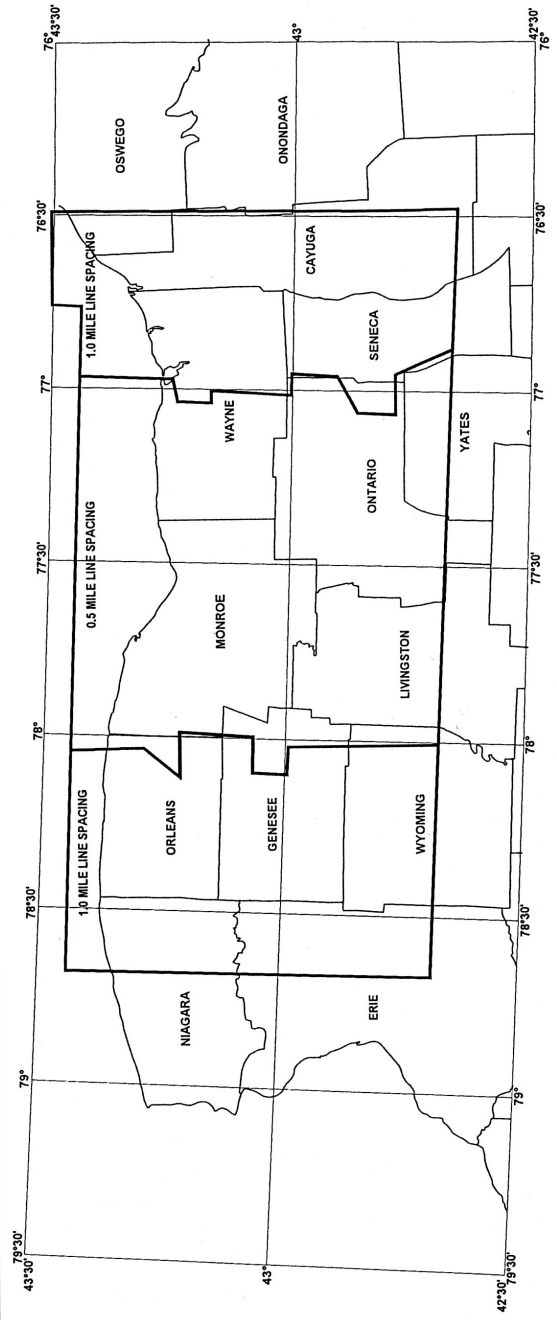 79°30'
79°
78°30'
78°
77°30'
77°
76°30'
76°
43°30'
43°30'
1.0 MILE LINE SPACING
0.5 MILE LINE SPACING
1.0 MILE LINE SPACING
OSWEGO
NIAGARA
ORLEANS
MONROE
WAYNE
CAYUGA
ONONDAGA
43°
43°
GENESEE
ERIE
WYOMING
LIVINGSTON
ONTARIO
SENECA
YATES
42°30'
42°30'
79°30'
79°
78°30'
78°
77°30'
77°
76°30'
76°